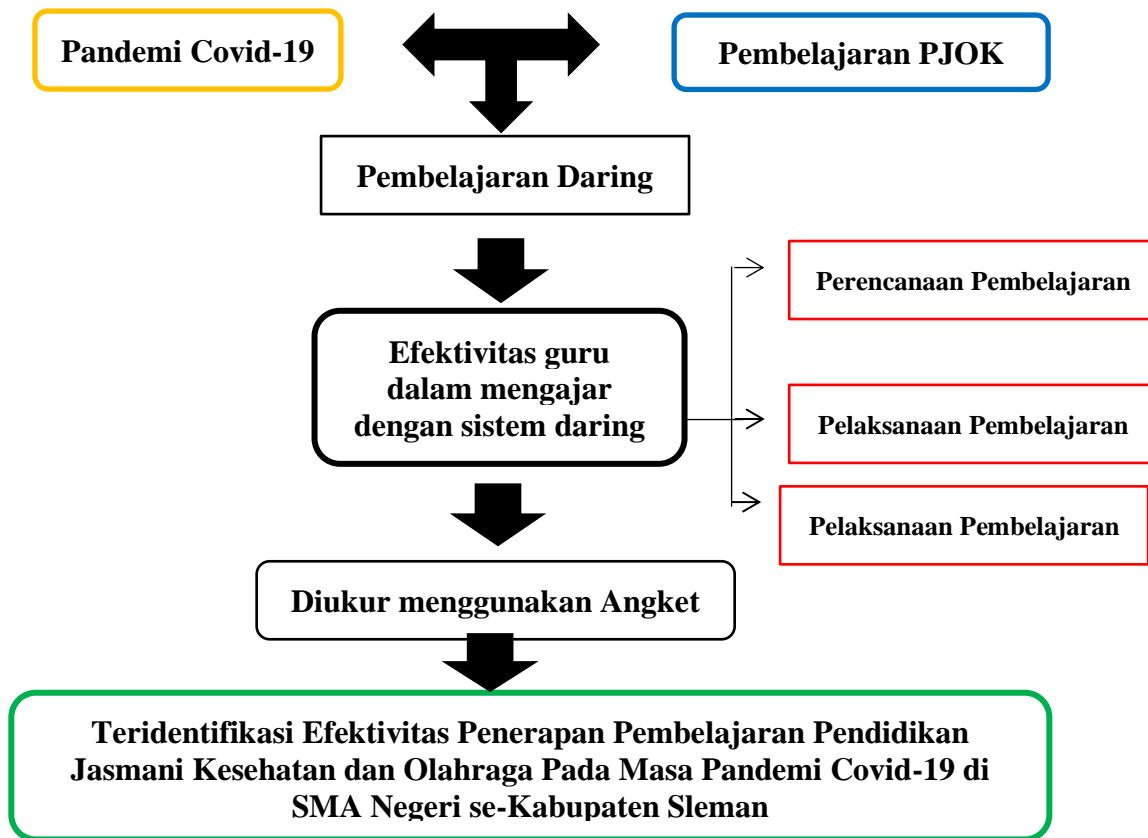 Pandemi Covid-19
Pembelajaran PJOK
Pembelajaran Daring
Efektivitas guru
dalam mengajar
dengan sistem daring
Perencanaan Pembelajaran
Pelaksanaan Pembelajaran
Pelaksanaan Pembelajaran
Diukur menggunakan Angket
Teridentifikasi Efektivitas Penerapan Pembelajaran Pendidikan
Jasmani Kesehatan dan Olahraga Pada Masa Pandemi Covid-19 di
SMA Negeri se-Kabupaten Sleman